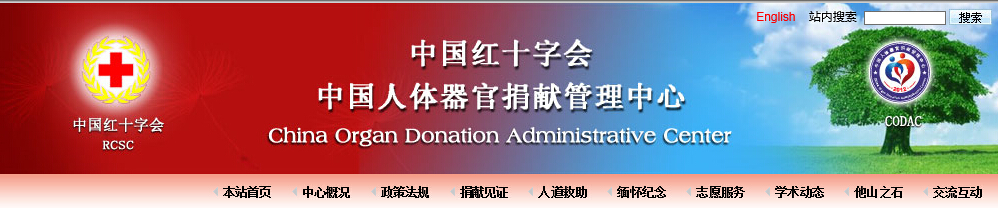 English 站内搜索 搜索
中国红十字会
中国人体器官捐献管理中心
China Organ Donation Administrative Center
中国红十字会
RCSC
2012
CODAC
本站首页 中心概况 政策法规 捐献见证 人道救助 缅怀纪念 志愿服务 学术动态 他山之石 交流互动